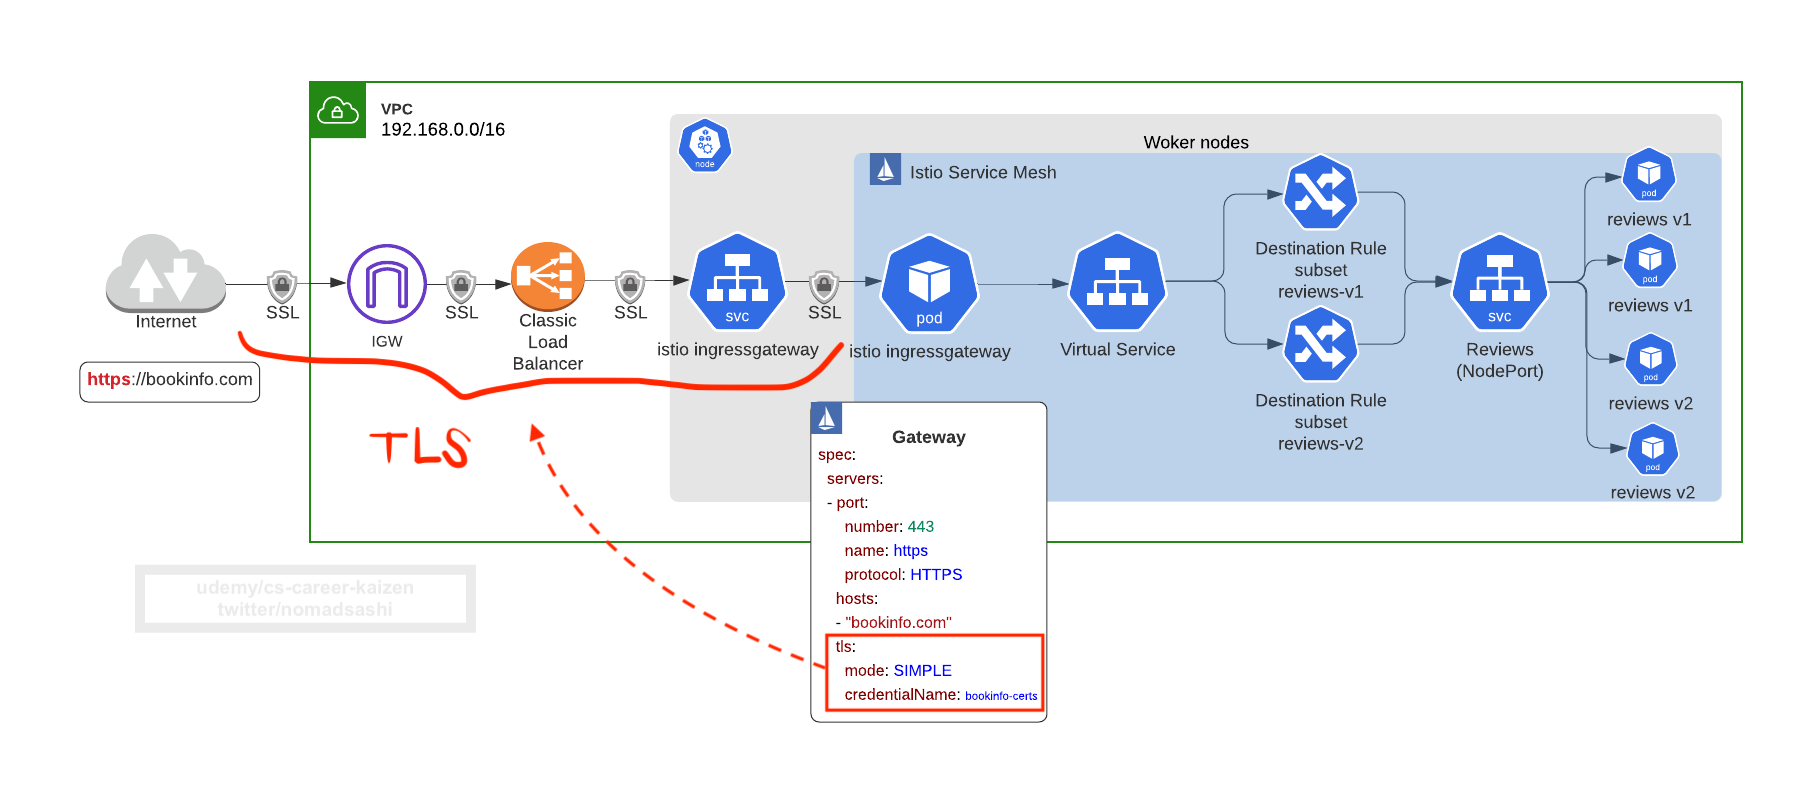 VPC
192.168.0.0/16
Woker nodes
node
Istio Service Mesh
pod
reviews v1
Destination Rule
subset
reviews-v1
pod
reviews v1
Internet
SSL
IGW
SSL
Classic
Load
Balancer
SSL
svc
istio ingressgateway
SSL
pod
istio ingressgateway
Virtual Service
svc
Reviews
(NodePort)
pod
reviews v2
Destination Rule
subset
reviews-v2
pod
reviews v2
https://bookinfo.com
TLS
Gateway
spec:
servers:
- port:
number: 443
name: https
protocol: HTTPS
hosts:
- "bookinfo.com"
tls:
mode: SIMPLE
credentialName: bookinfo-certs
udemy/cs-career-kaizen
twitter/nomadsashi